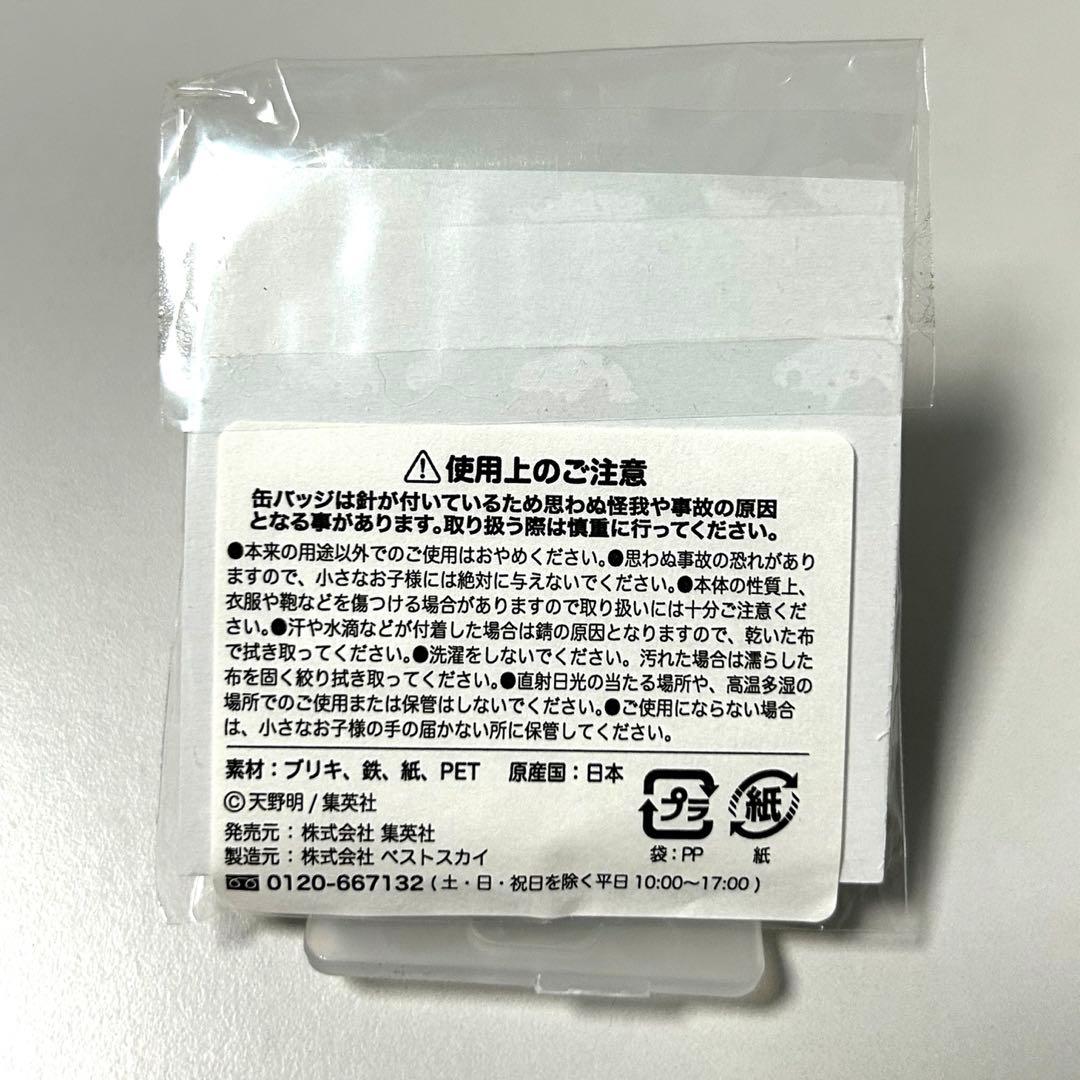 ⚠使用上のご注意
缶バッジは針が付いているため思わぬ怪我や事故の原因
となる事があります。取り扱う際は慎重に行ってください。
●本来の用途以外でのご使用はおやめください。●思わぬ事故の恐れがあり
ますので、小さなお子様には絶対に与えないでください。●本体の性質上、
衣服や鞄などを傷つける場合がありますので取り扱いには十分ご注意くだ
さい。●汗や水滴などが付着した場合は錆の原因となりますので、乾いた布
で拭き取ってください。●洗濯をしないでください。汚れた場合は濡らした
布を固く絞り拭き取ってください。●直射日光の当たる場所や、高温多湿の
場所でのご使用または保管はしないでください。●ご使用にならない場合
は、小さなお子様の手の届かない所に保管してください。
素材：ブリキ、鉄、紙、PET 原産国：日本
©天野明/集英社
発売元：株式会社 集英社
製造元：株式会社 ベストスカイ
0120-667132（土・日・祝日を除く平日10:00〜17:00）
プラ
紙
袋：PP
紙